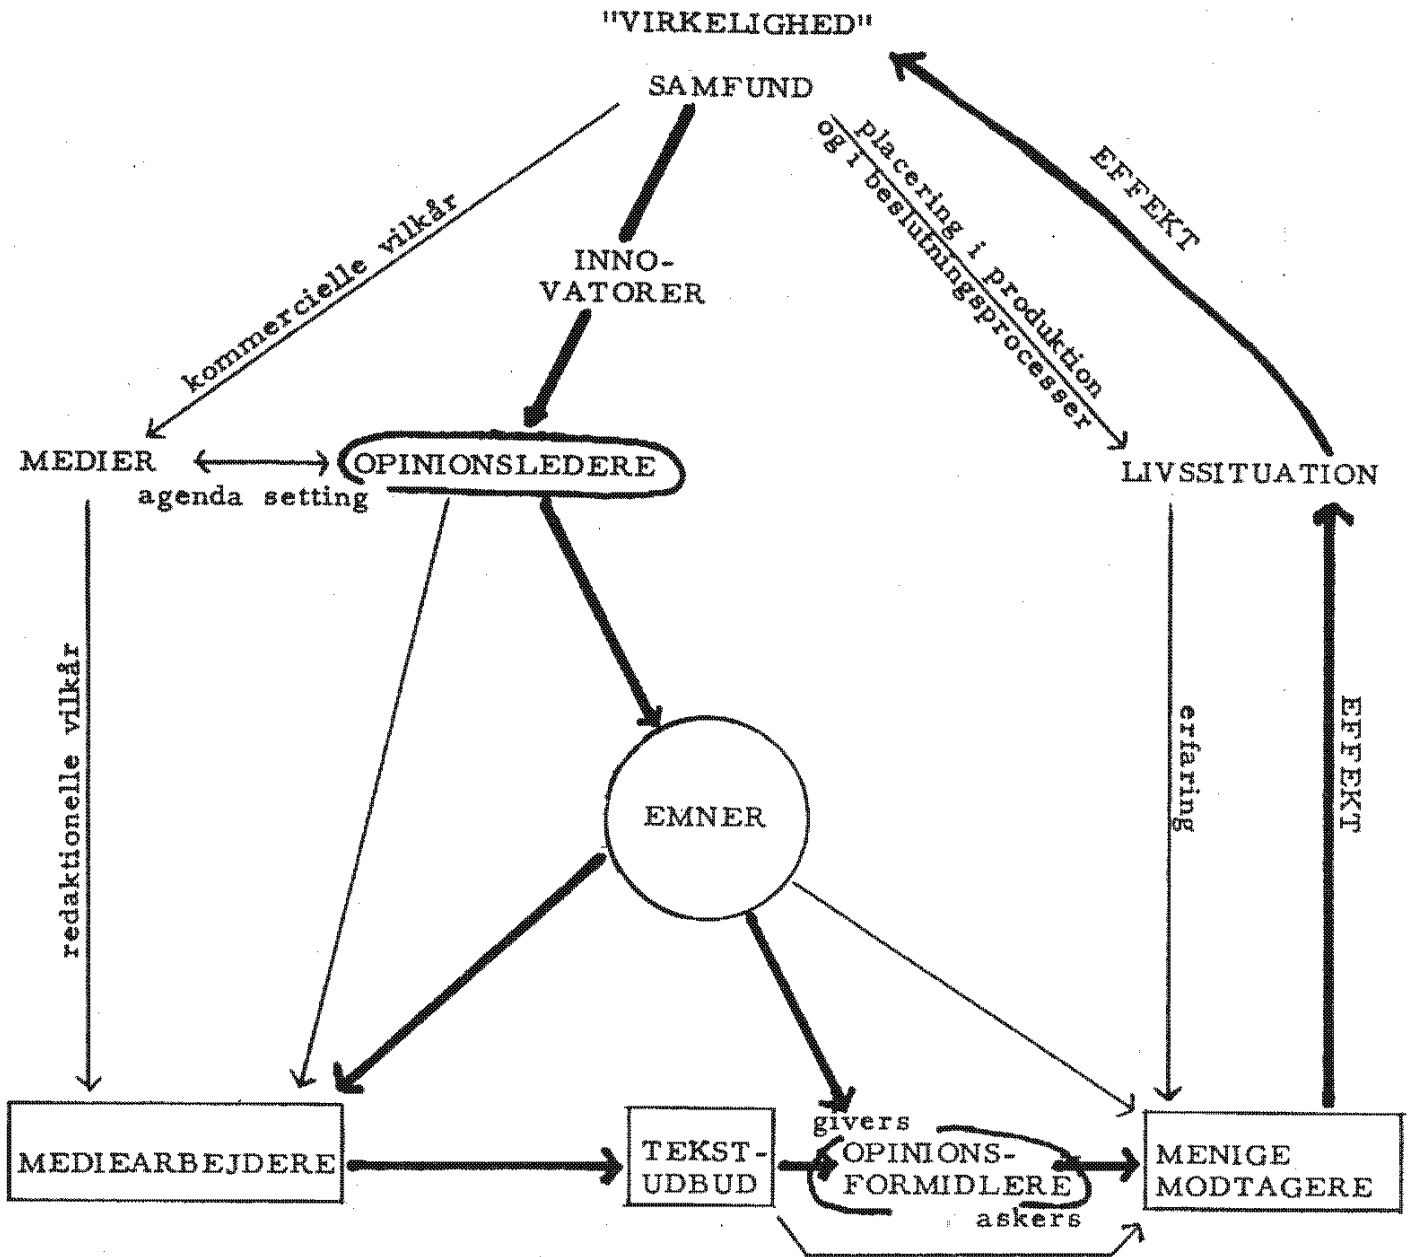 "VIRKELIGHED"
SAMFUND
EFFEKT
placering i produktion
og i beslutningsprocesser
kommercielle vilkår
INNO-
VATORER
MEDIER
OPINIONSLEDERE
agenda setting
LIVSSITUATION
redaktionelle vilkår
erfaring
EFFEKT
EMNER
givers
MEDIEARBEJDERE
TEKST-
UDBUD
OPINIONS-
FORMIDLERE
askers
MENIGE
MODTAGERE